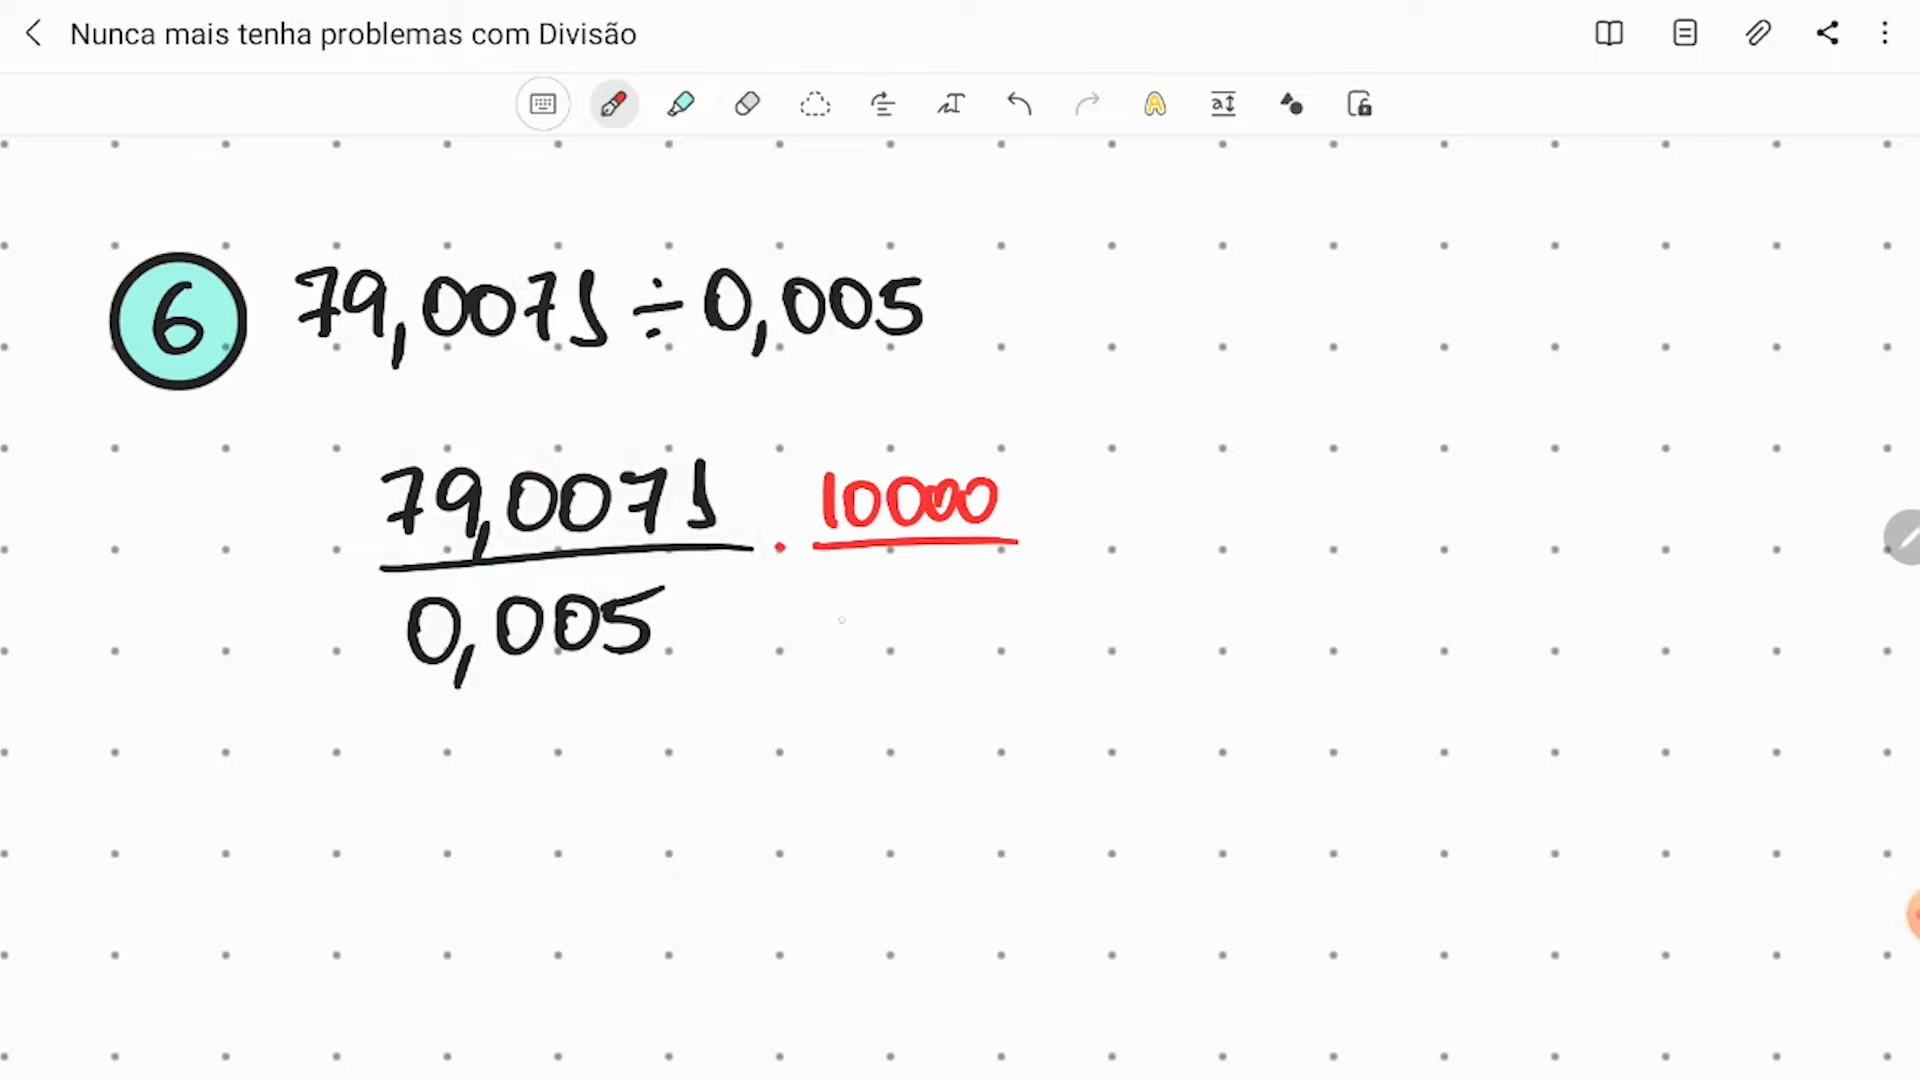 Nunca mais tenha problemas com Divisão
6 79,0075 ÷ 0,005
79,0075 . 10000
0,005